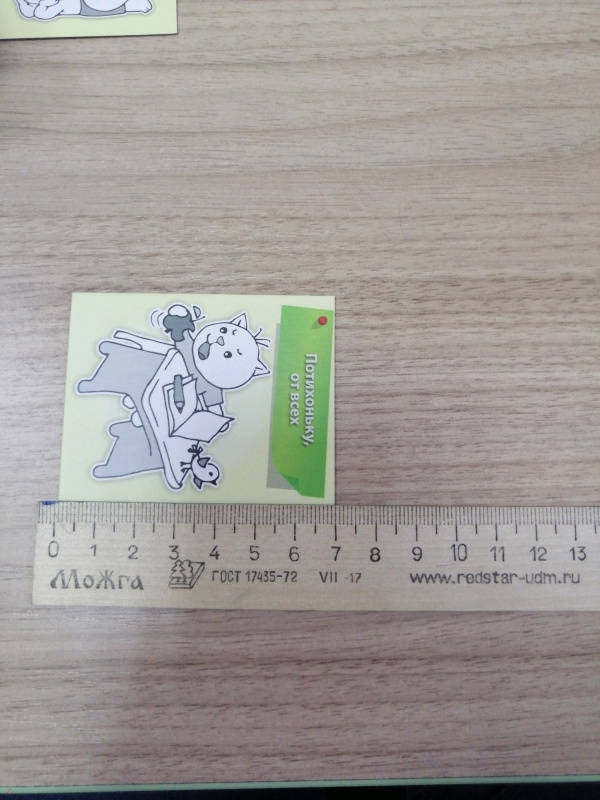 Потихоньку,
от всех
0 1 2 3 4 5 6 7 8 9 10 11 12 13
МоЖга ГОСТ 17435-72 VII -17 www.redstar-udm.ru